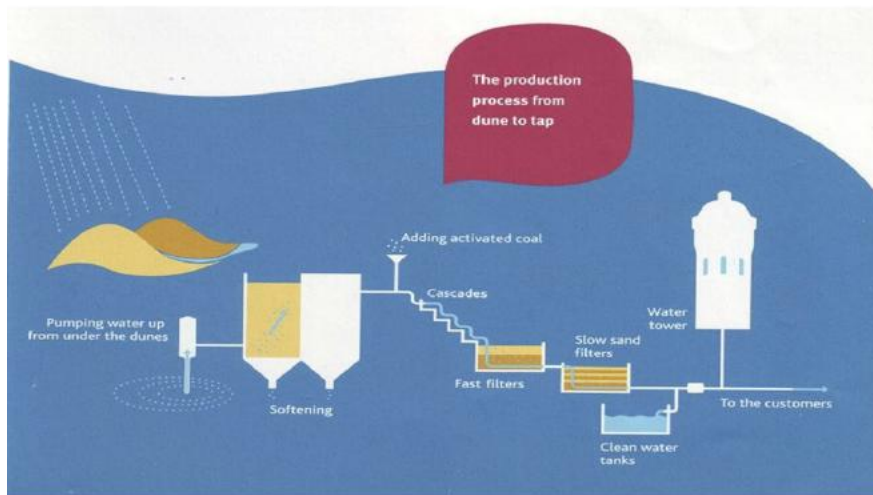 The production
process from
dune to tap
Adding activated coal
Cascades
Pumping water up
from under the dunes
Water
tower
Slow sand
filters
Fast filters
Softening
To the customers
Clean water
tanks